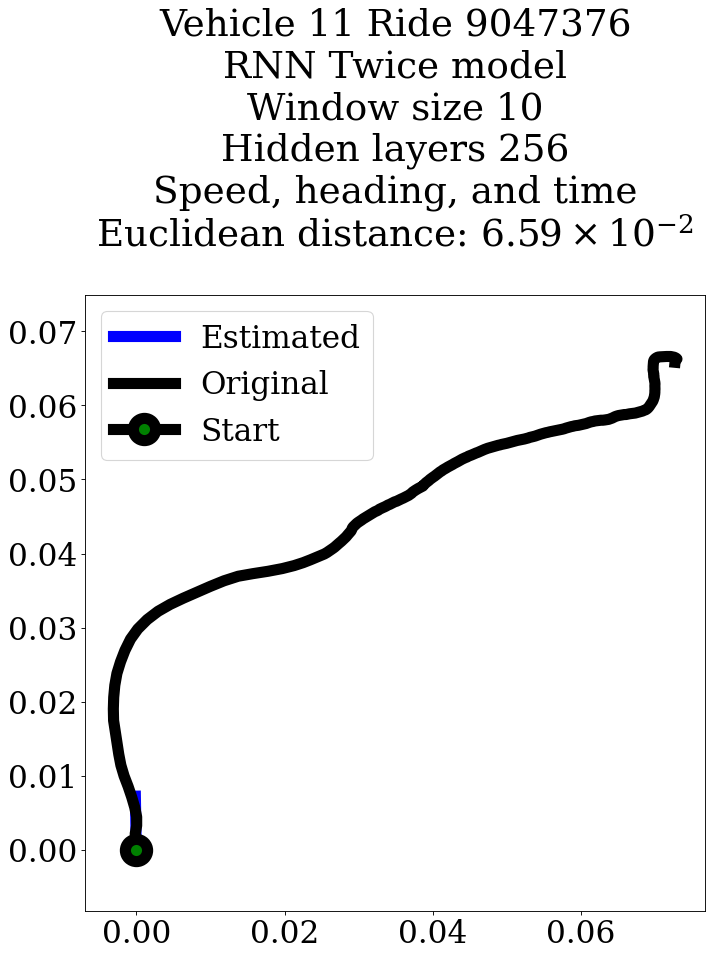 Vehicle 11 Ride 9047376
RNN Twice model
Window size 10
Hidden layers 256
Speed, heading, and time
Euclidean distance: 6.59 × 10⁻²
Estimated
Original
Start
0.07
0.06
0.05
0.04
0.03
0.02
0.01
0.00
0.00 0.02 0.04 0.06